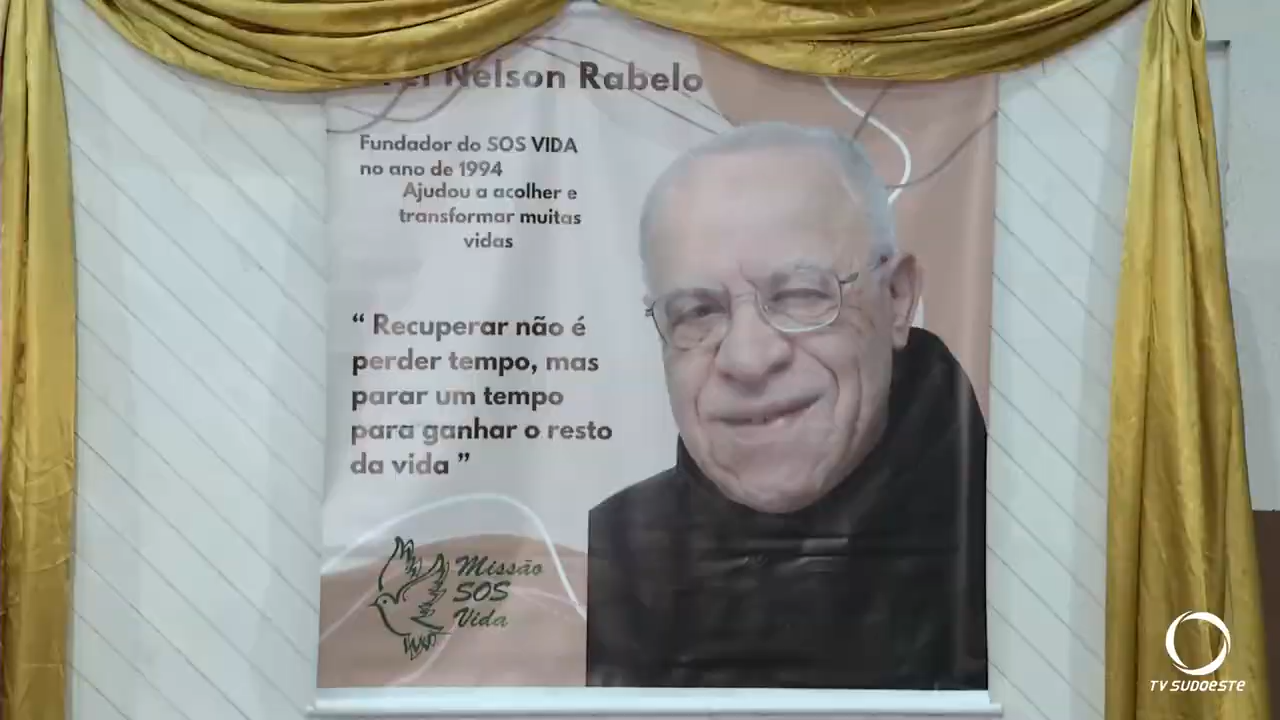 Nelson Rabelo
Fundador do SOS VIDA
no ano de 1994
Ajudou a acolher e
transformar muitas
vidas
“ Recuperar não é
perder tempo, mas
parar um tempo
para ganhar o resto
da vida ”
Missão
SOS
Vida
TV SUDOESTE